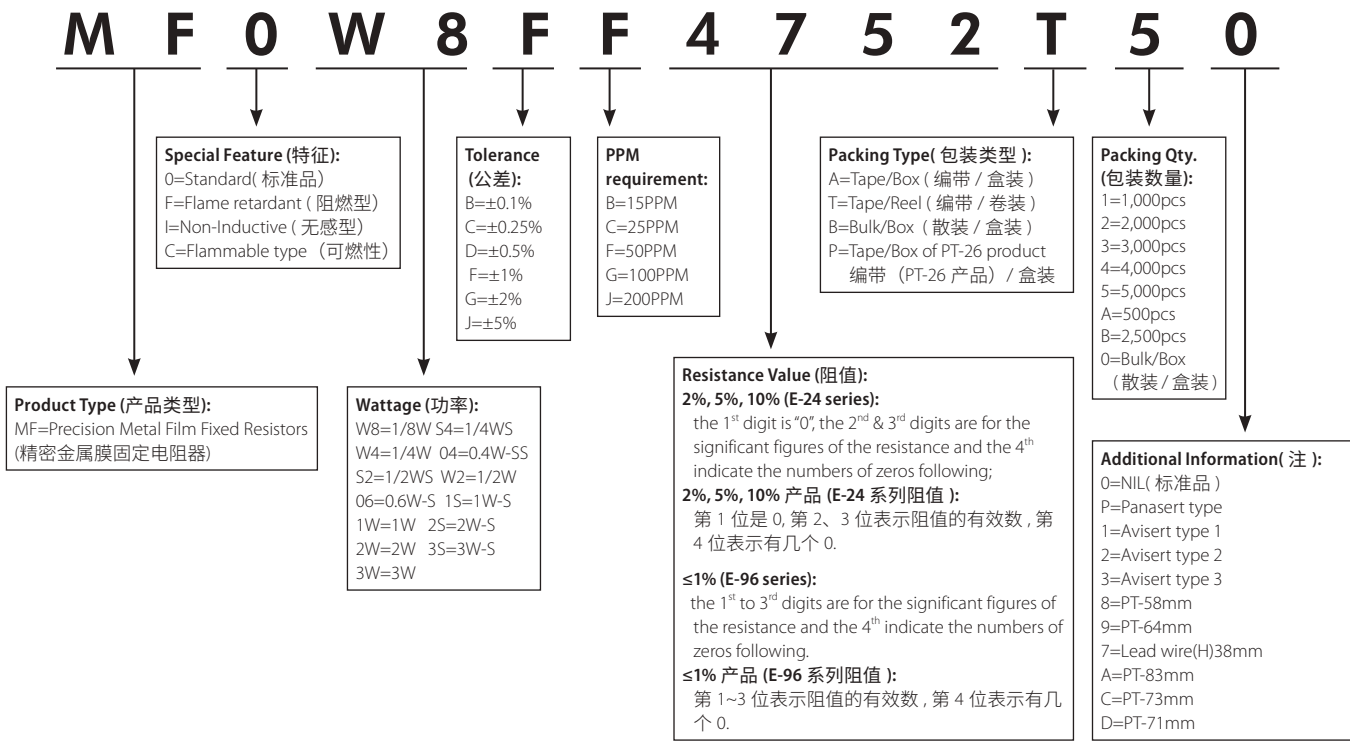 M F 0 W 8 F F 4 7 5 2 T 5 0
Special Feature (特征):
0=Standard( 标准品）
F=Flame retardant ( 阻燃型）
I=Non-Inductive ( 无感型）
C=Flammable type （可燃性）
Tolerance
(公差):
B=±0.1%
C=±0.25%
D=±0.5%
F=±1%
G=±2%
J=±5%
PPM
requirement:
B=15PPM
C=25PPM
F=50PPM
G=100PPM
J=200PPM
Packing Type( 包装类型 ):
A=Tape/Box ( 编带 / 盒装 )
T=Tape/Reel ( 编带 / 卷装 )
B=Bulk/Box ( 散装 / 盒装 )
P=Tape/Box of PT-26 product
编带（PT-26 产品）/ 盒装
Packing Qty.
(包装数量):
1=1,000pcs
2=2,000pcs
3=3,000pcs
4=4,000pcs
5=5,000pcs
A=500pcs
B=2,500pcs
0=Bulk/Box
（散装 / 盒装）
Product Type (产品类型):
MF=Precision Metal Film Fixed Resistors
(精密金属膜固定电阻器)
Wattage (功率):
W8=1/8W S4=1/4WS
W4=1/4W 04=0.4W-SS
S2=1/2WS W2=1/2W
06=0.6W-S 1S=1W-S
1W=1W 2S=2W-S
2W=2W 3S=3W-S
3W=3W
Resistance Value (阻值):
2%, 5%, 10% (E-24 series):
the 1st digit is “0”, the 2nd & 3rd digits are for the
significant figures of the resistance and the 4th
indicate the numbers of zeros following;
2%, 5%, 10% 产品 (E-24 系列阻值 ):
第 1 位是 0, 第 2、3 位表示阻值的有效数 , 第
4 位表示有几个 0.
≤1% (E-96 series):
the 1st to 3rd digits are for the significant figures of
the resistance and the 4th indicate the numbers of
zeros following.
≤1% 产品 (E-96 系列阻值 ):
第 1~3 位表示阻值的有效数 , 第 4 位表示有几
个 0.
Additional Information( 注 ):
0=NIL( 标准品 )
P=Panasert type
1=Avisert type 1
2=Avisert type 2
3=Avisert type 3
8=PT-58mm
9=PT-64mm
7=Lead wire(H)38mm
A=PT-83mm
C=PT-73mm
D=PT-71mm